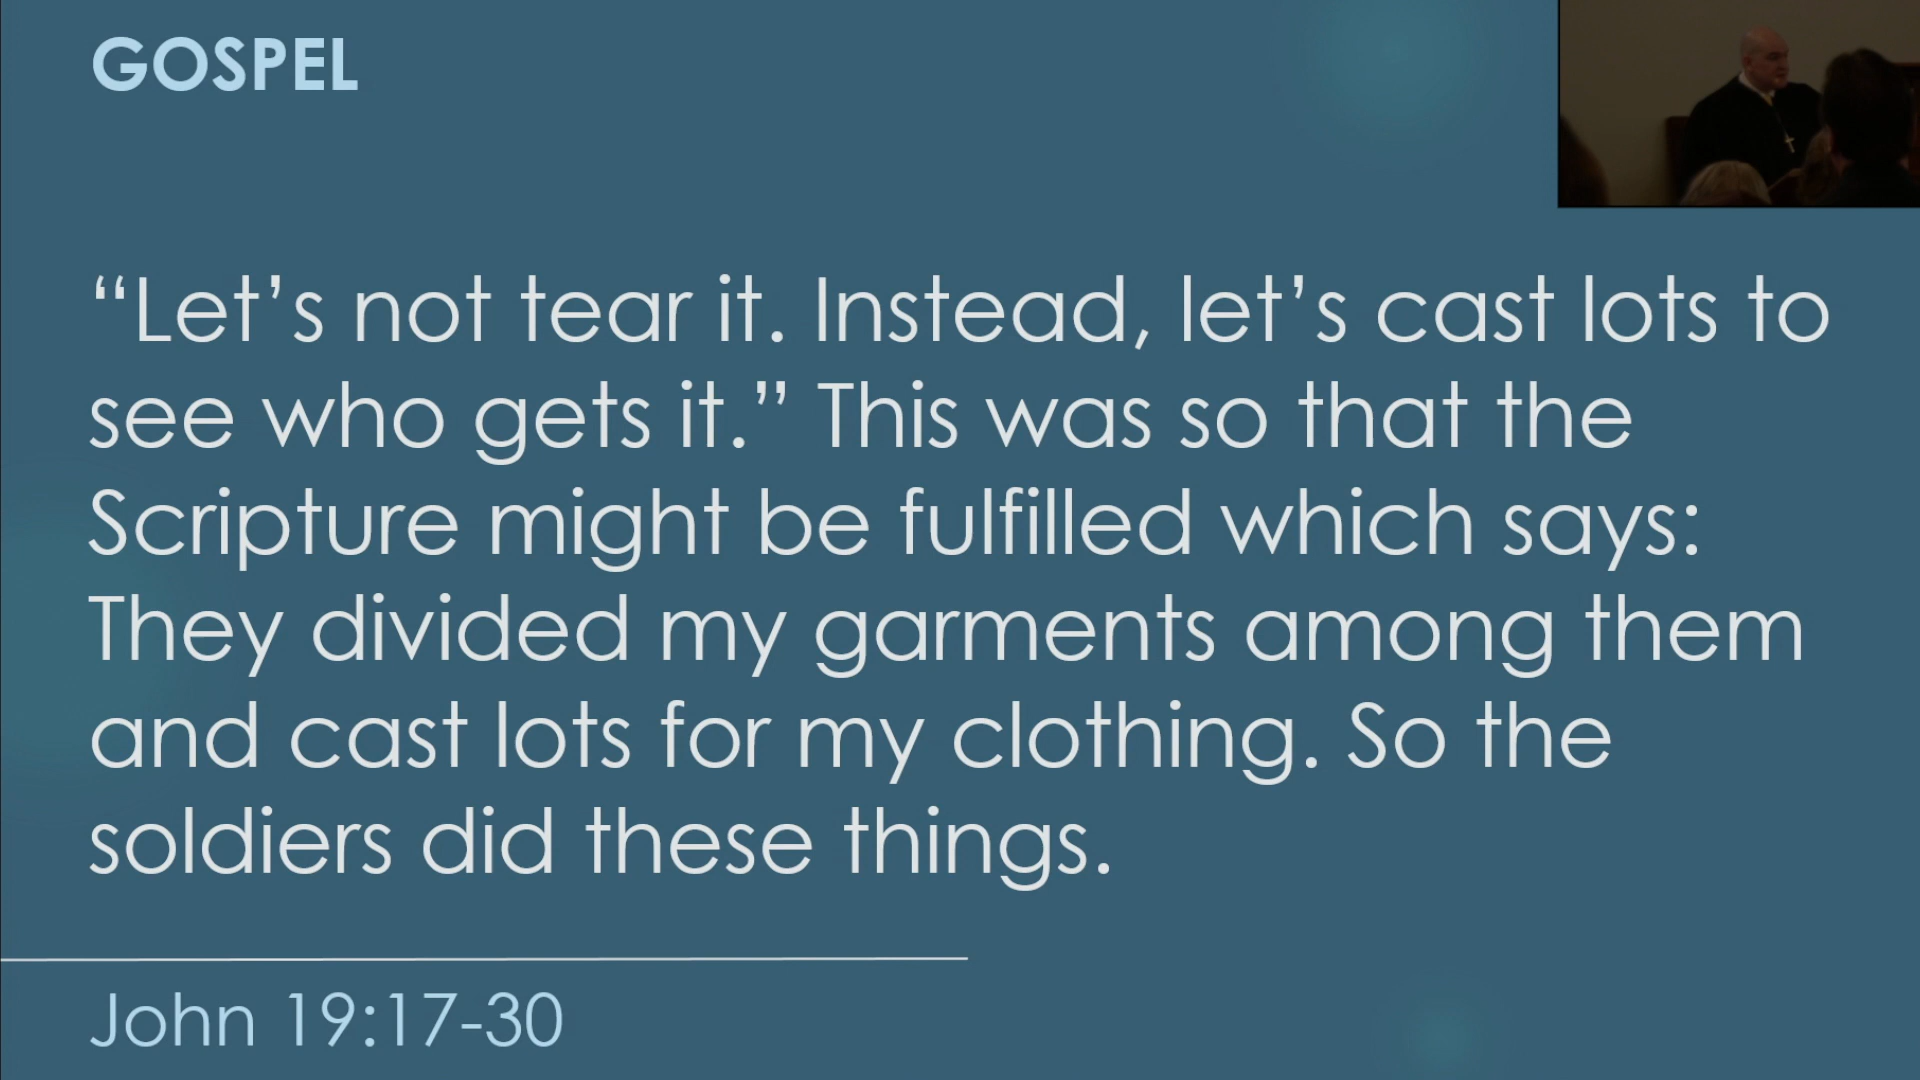 GOSPEL
“Let’s not tear it. Instead, let’s cast lots to
see who gets it.” This was so that the
Scripture might be fulfilled which says:
They divided my garments among them
and cast lots for my clothing. So the
soldiers did these things.
John 19:17-30